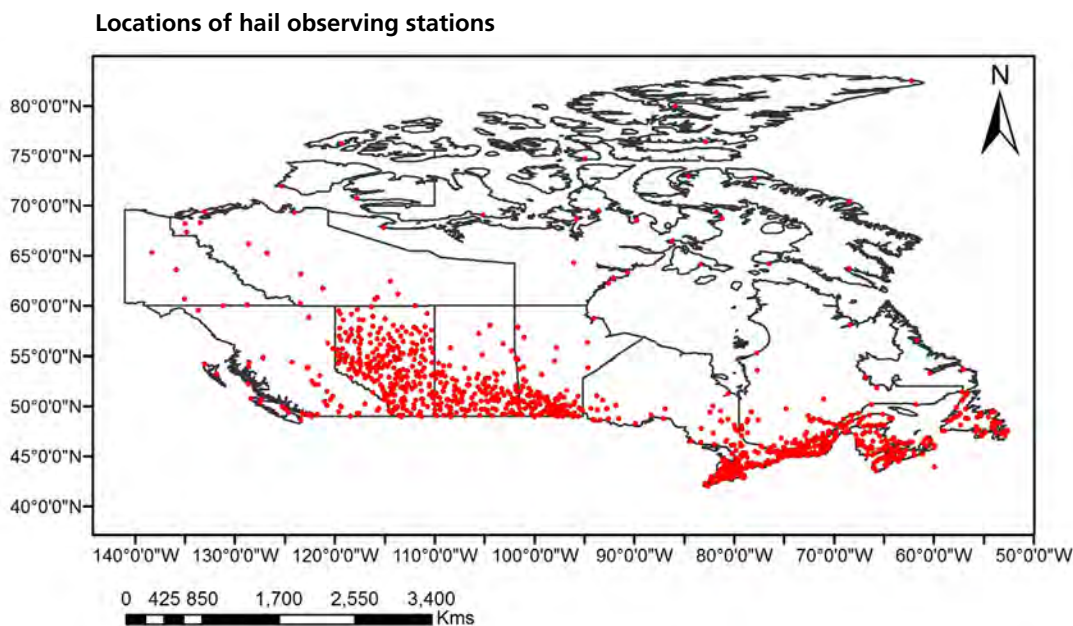 Locations of hail observing stations
N
80°0'0"N
75°0'0"N
70°0'0"N
65°0'0"N
60°0'0"N
55°0'0"N
50°0'0"N
45°0'0"N
40°0'0"N
140°0'0"W 130°0'0"W 120°0'0"W 110°0'0"W 100°0'0"W 90°0'0"W 80°0'0"W 70°0'0"W 60°0'0"W 50°0'0"W
0 425 850 1,700 2,550 3,400
Kms